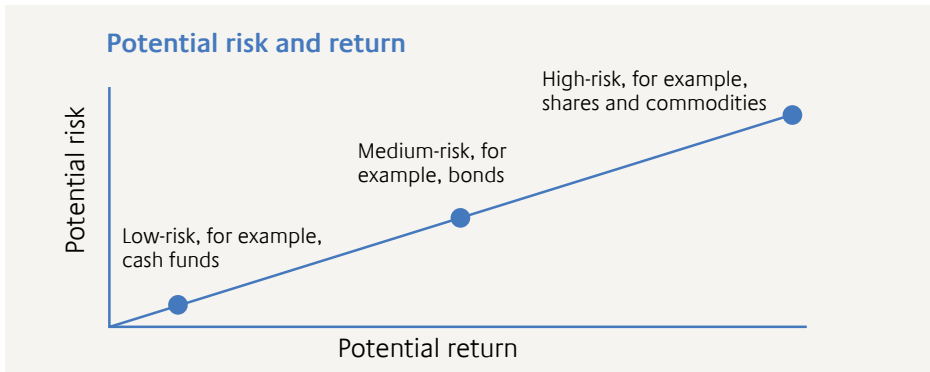 Potential risk and return
High-risk, for example,
shares and commodities
Medium-risk, for
example, bonds
Low-risk, for example,
cash funds
Potential risk
Potential return